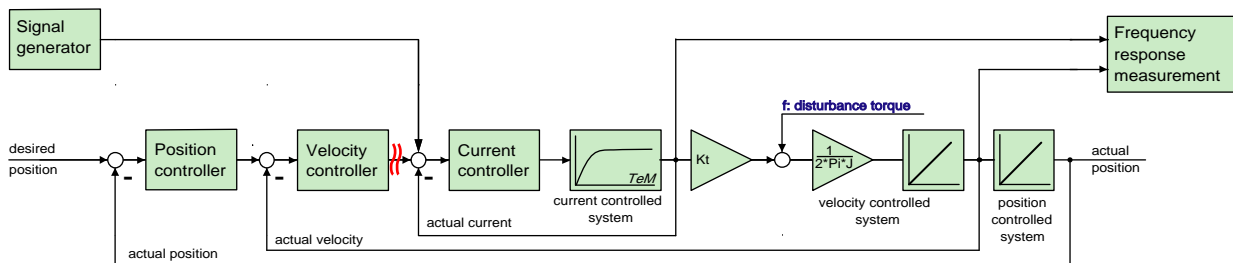 Signal
generator
Frequency
response
measurement
f: disturbance torque
desired
position
-
Position
controller
-
Velocity
controller
-
Current
controller
TeM
current controlled
system
Kt
1
2*Pi*J
velocity controlled
system
position
controlled
system
actual
position
actual current
actual velocity
actual position